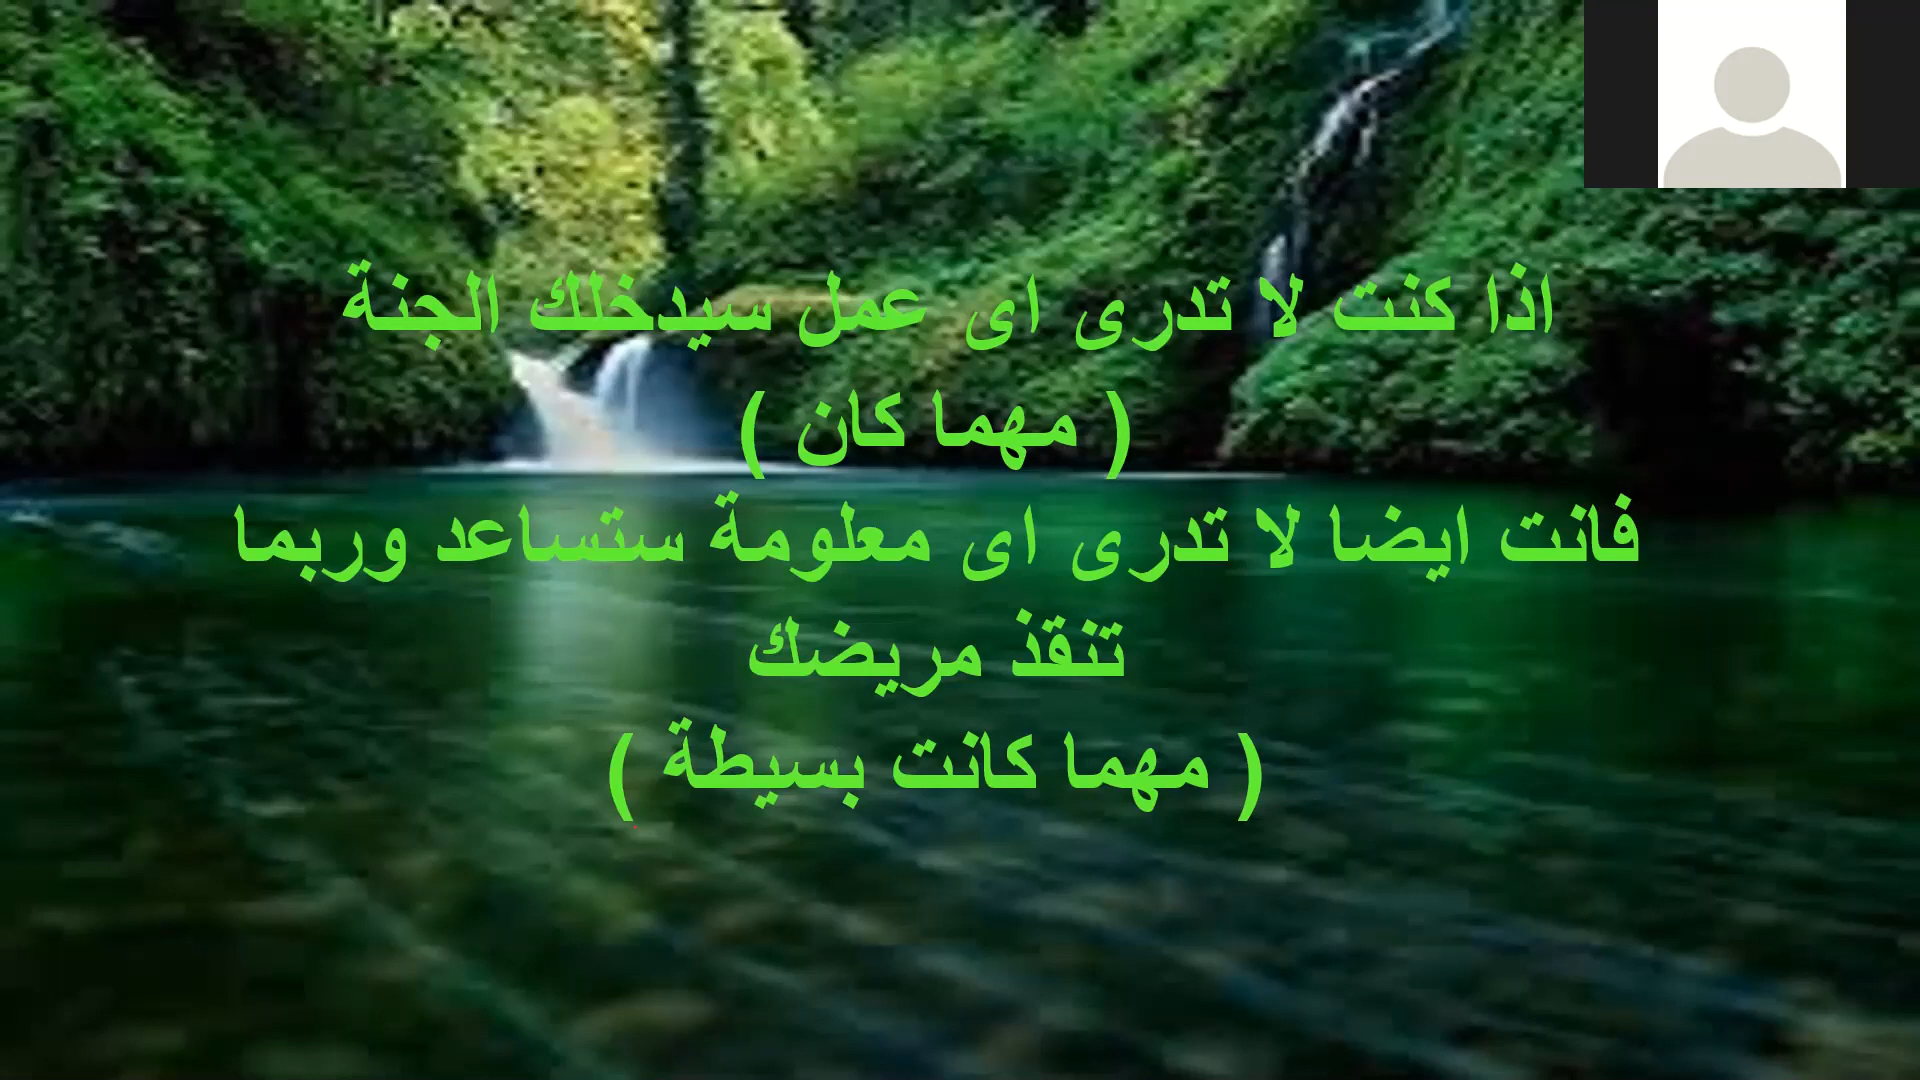 اذا كنت لا تدرى اى عمل سيدخلك الجنة
( مهما كان )
فانت ايضا لا تدرى اى معلومة ستساعد وربما
تنقذ مريضك
( مهما كانت بسيطة )